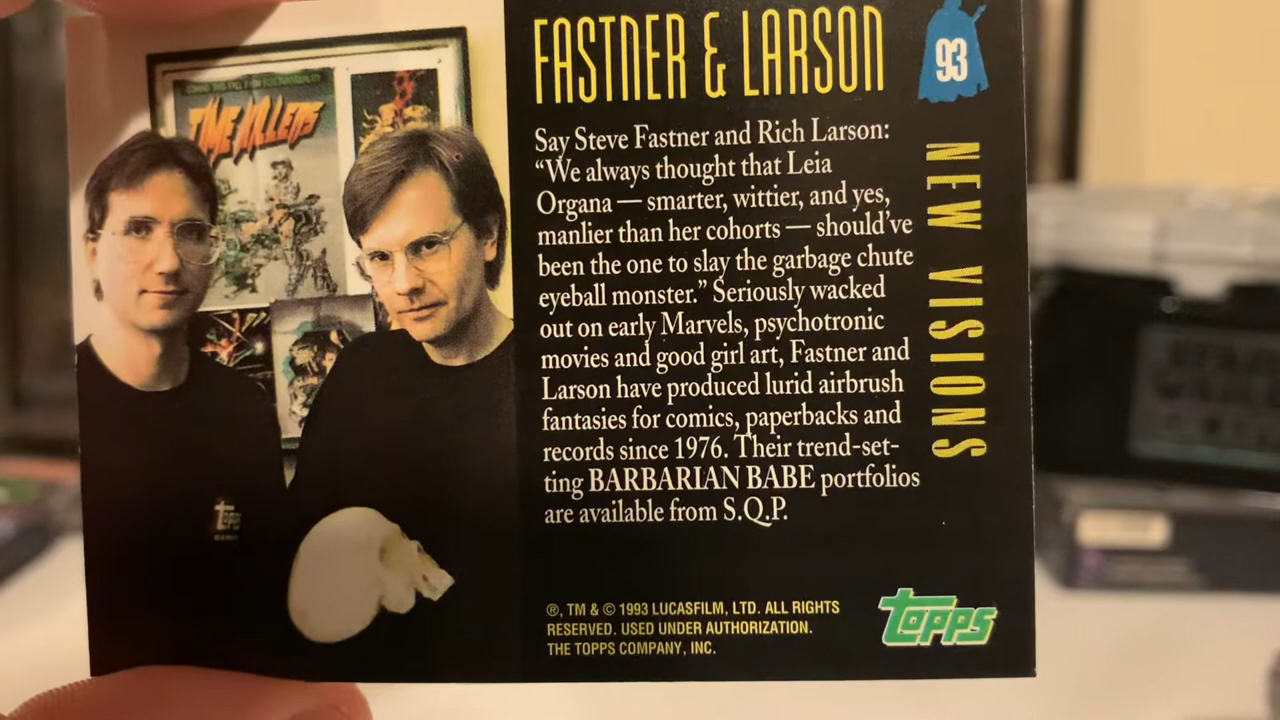 FASTNER & LARSON
93
NEW VISIONS
Say Steve Fastner and Rich Larson:
“We always thought that Leia
Organa — smarter, wittier, and yes,
manlier than her cohorts — should’ve
been the one to slay the garbage chute
eyeball monster.” Seriously wacked
out on early Marvels, psychotronic
movies and good girl art, Fastner and
Larson have produced lurid airbrush
fantasies for comics, paperbacks and
records since 1976. Their trend-set-
ting BARBARIAN BABE portfolios
are available from S.Q.P.
®, TM & © 1993 LUCASFILM, LTD. ALL RIGHTS
RESERVED. USED UNDER AUTHORIZATION.
THE TOPPS COMPANY, INC.
TOPPS
TIME KILLERS
TOPPS